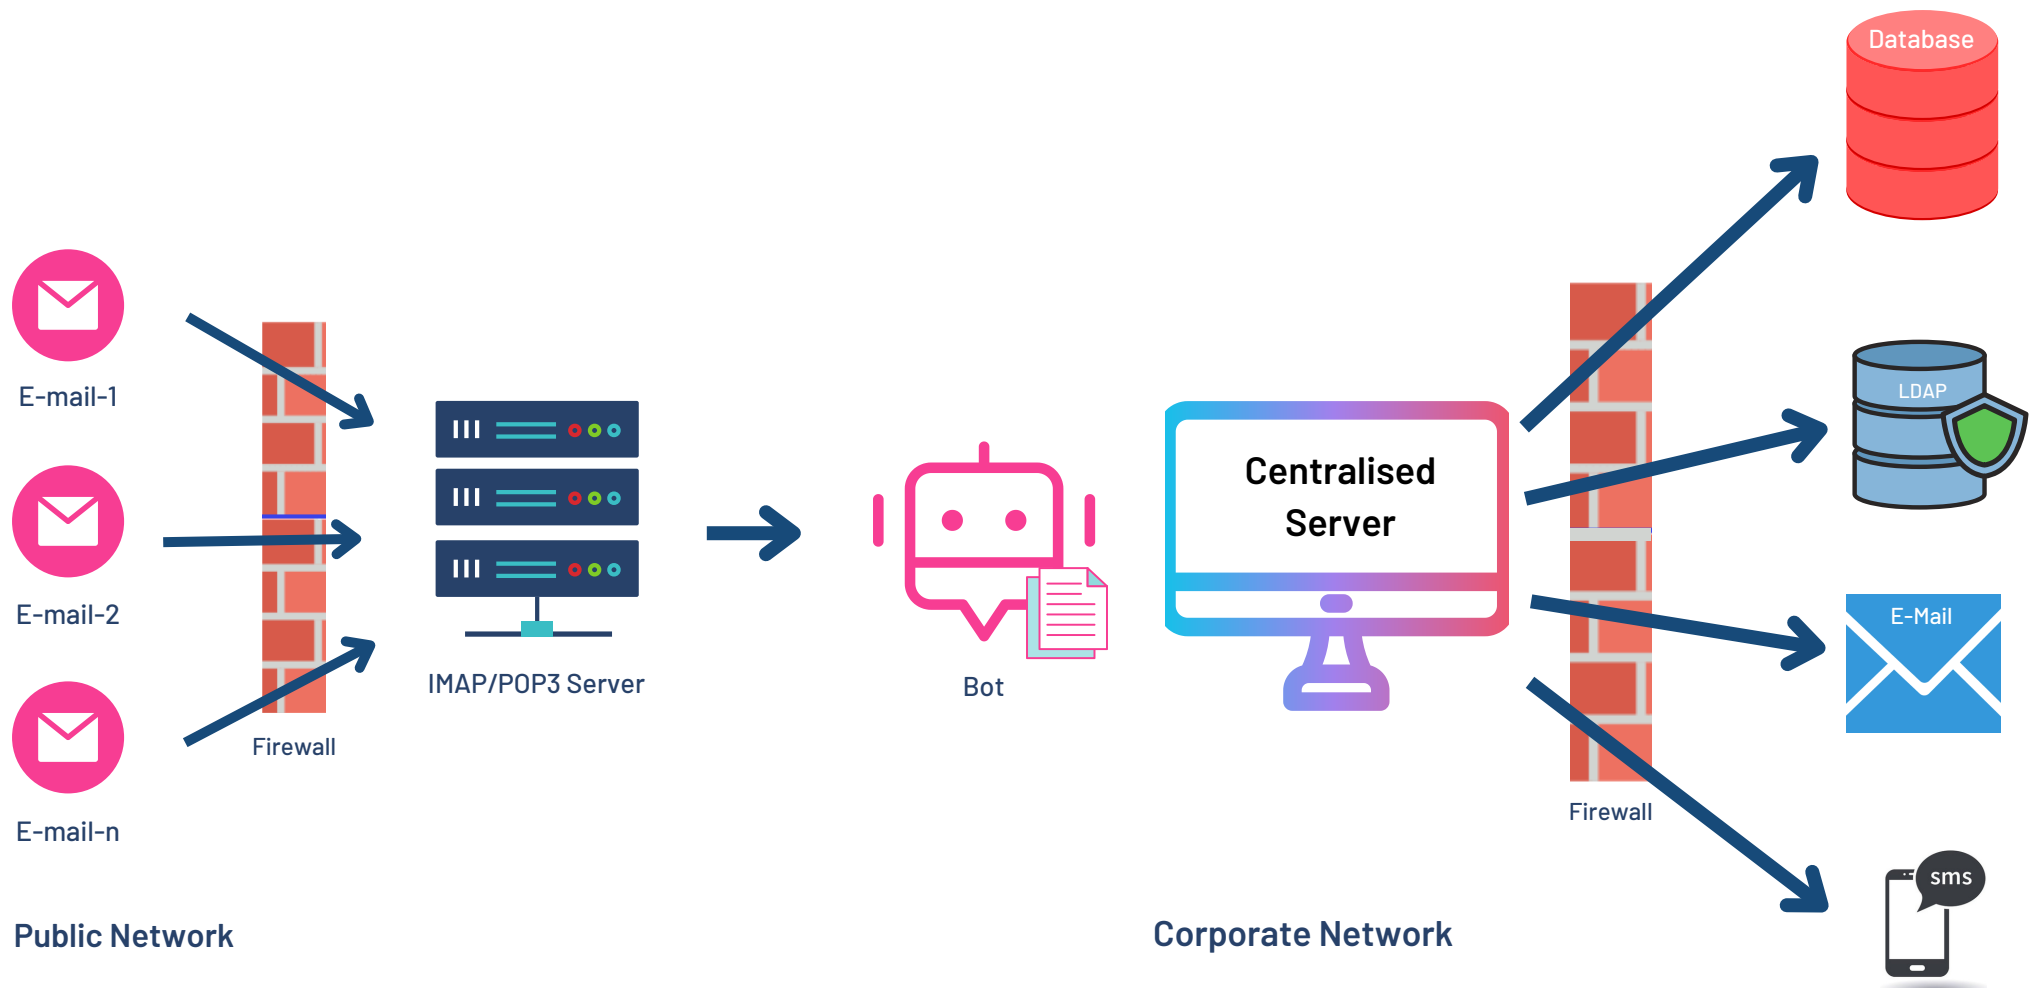 Database
E-mail-1
E-mail-2
E-mail-n
Firewall
IMAP/POP3 Server
Bot
Centralised
Server
Firewall
LDAP
E-Mail
sms
Public Network
Corporate Network